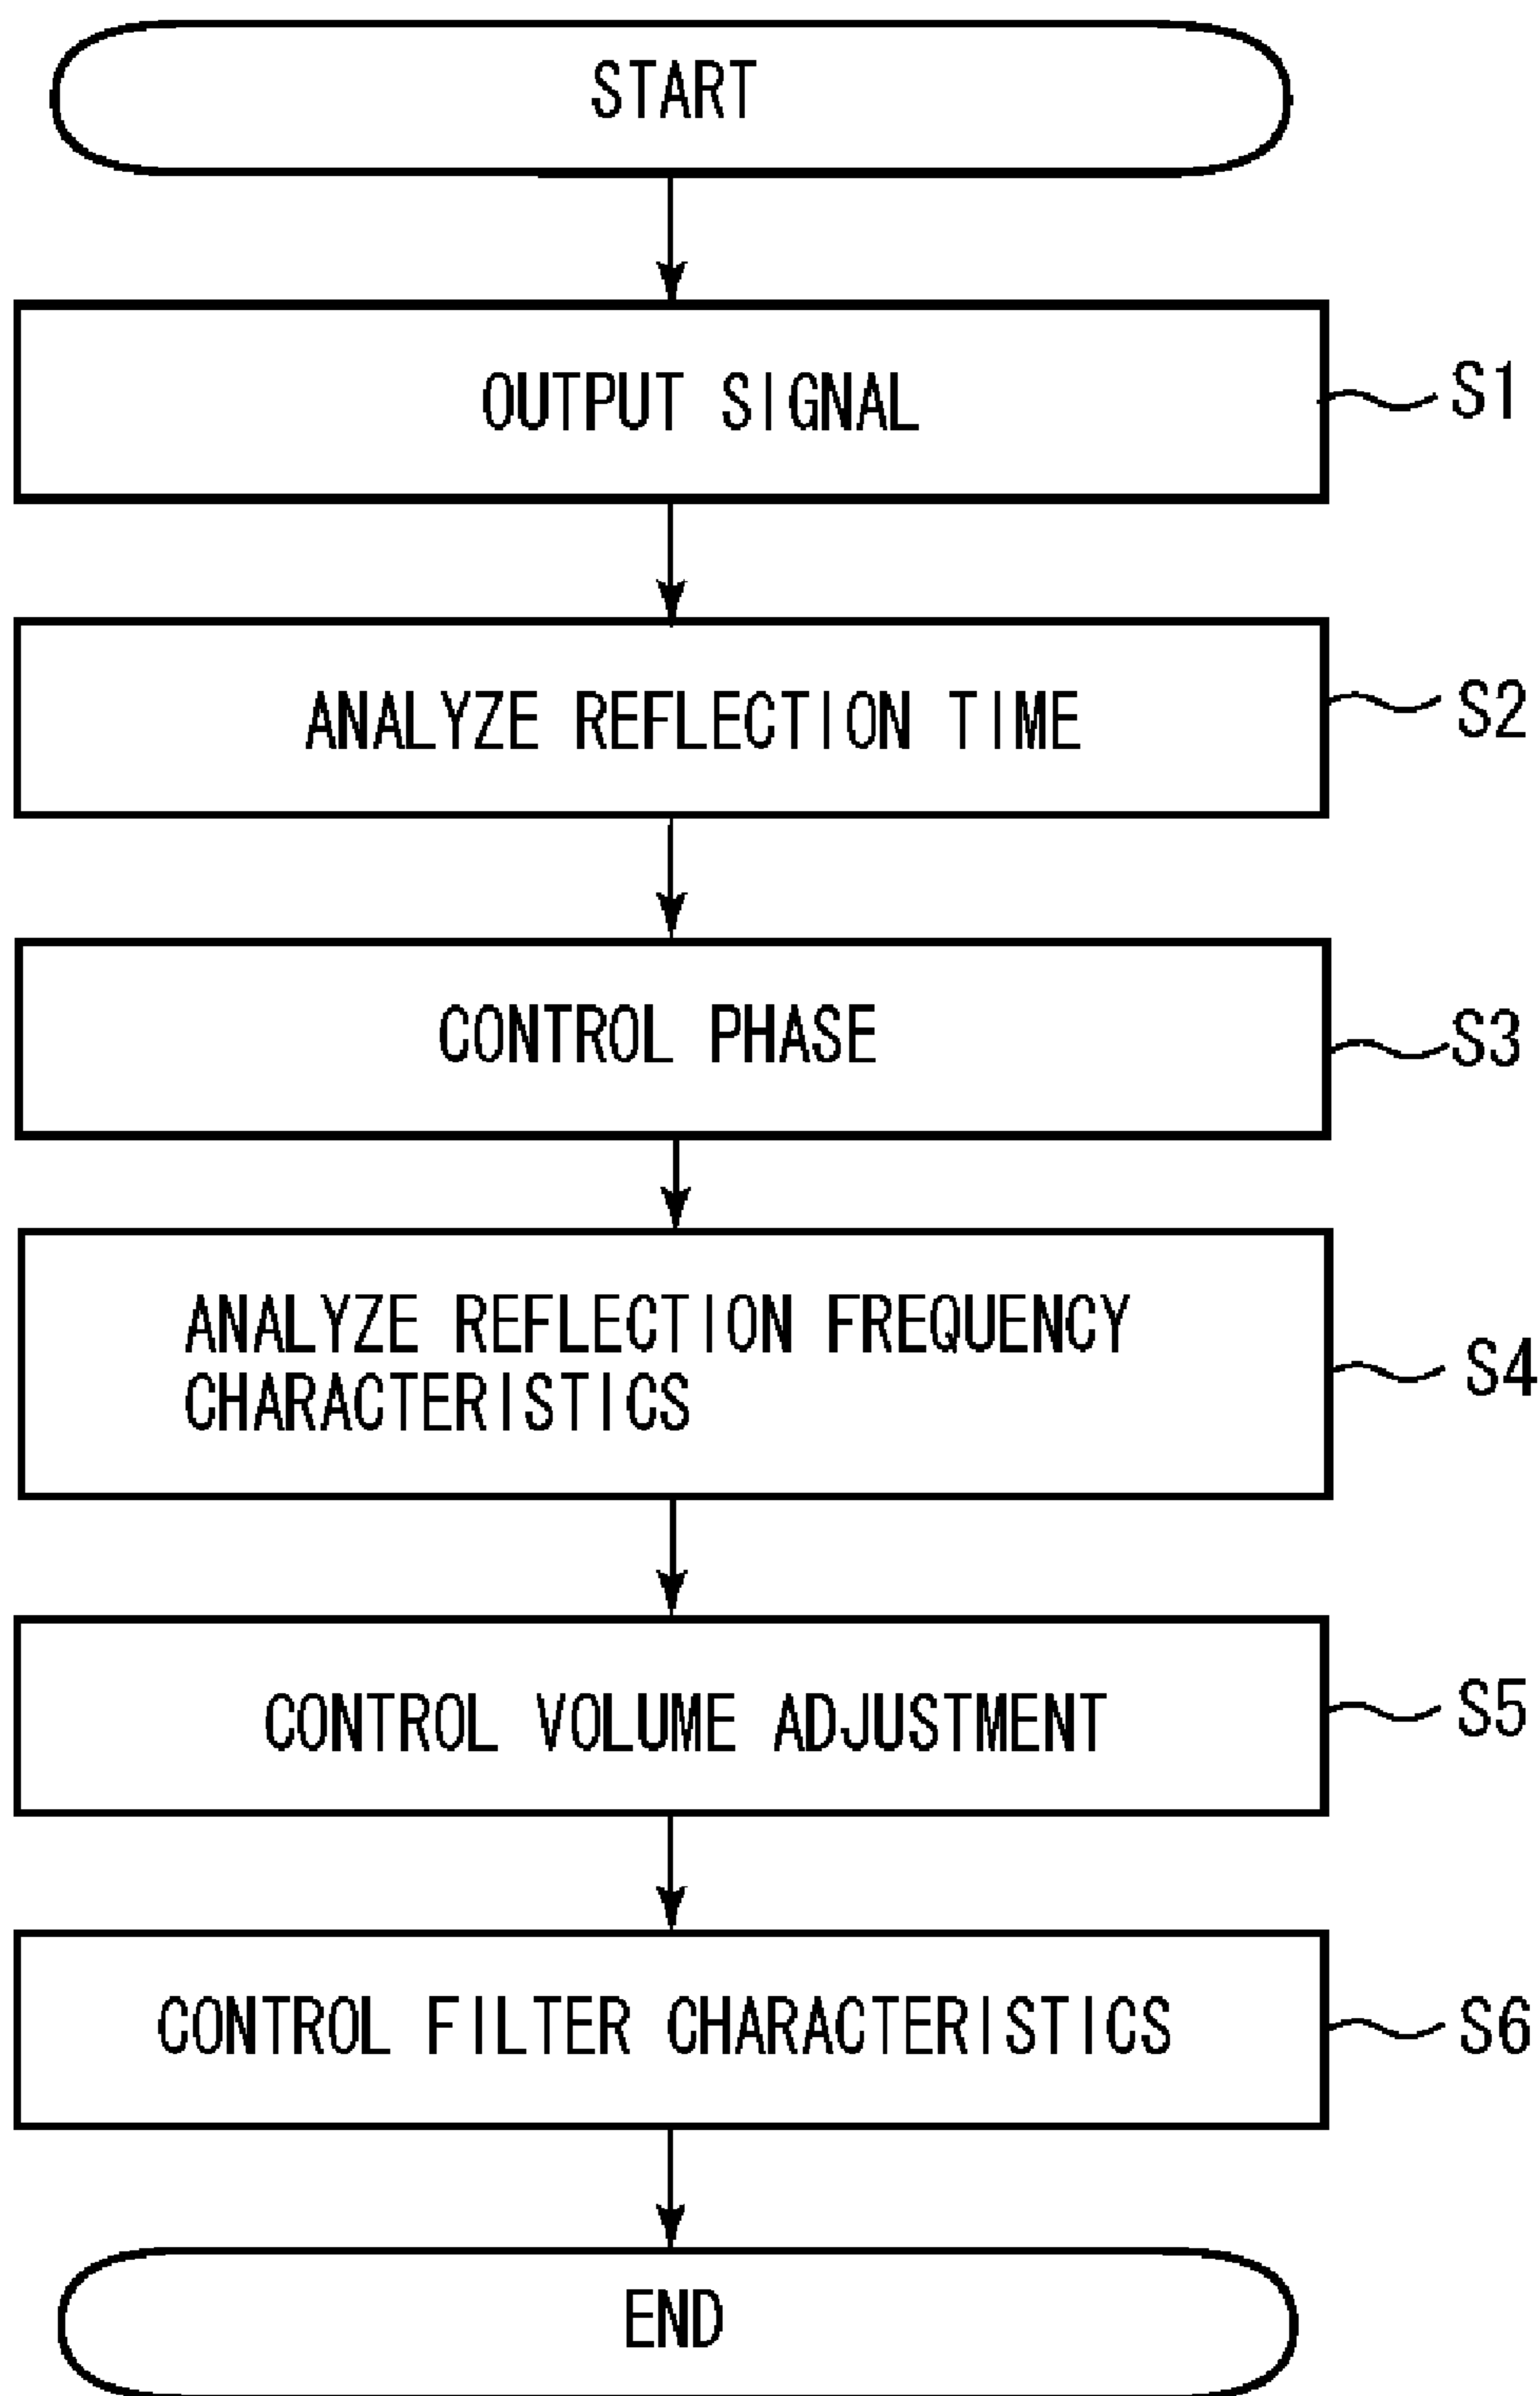 START
OUTPUT SIGNAL
S1
ANALYZE REFLECTION TIME
S2
CONTROL PHASE
S3
ANALYZE REFLECTION FREQUENCY
CHARACTERISTICS
S4
CONTROL VOLUME ADJUSTMENT
S5
CONTROL FILTER CHARACTERISTICS
S6
END